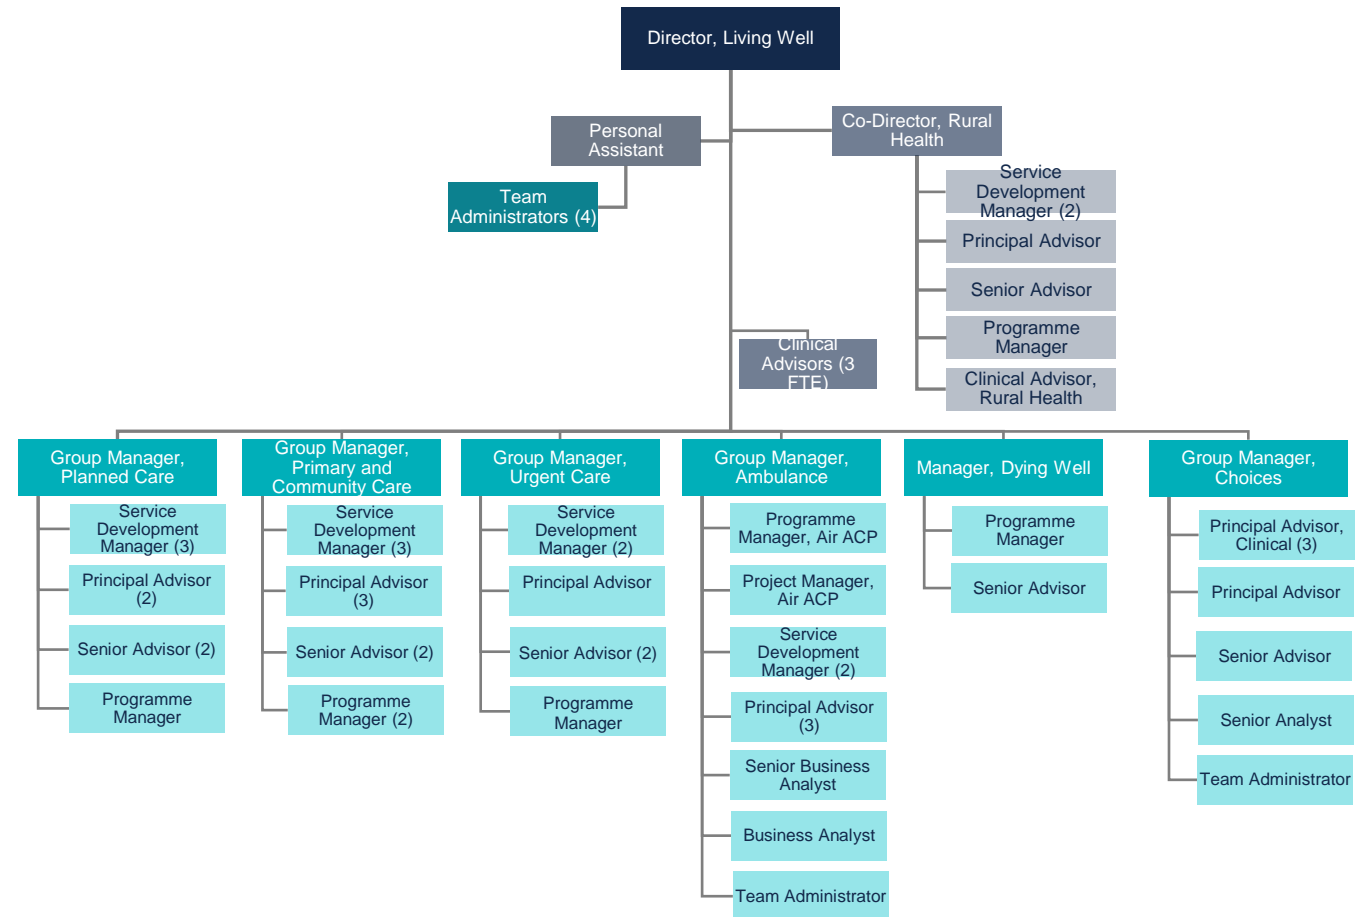 Director, Living Well
Personal
Assistant
Team
Administrators (4)
Co-Director, Rural
Health
Service
Development
Manager (2)
Principal Advisor
Senior Advisor
Programme
Manager
Clinical Advisor,
Rural Health
Clinical
Advisors (3
FTE)
Group Manager,
Planned Care
Service
Development
Manager (3)
Principal Advisor
(2)
Senior Advisor (2)
Programme
Manager
Group Manager,
Primary and
Community Care
Service
Development
Manager (3)
Principal Advisor
(3)
Senior Advisor (2)
Programme
Manager (2)
Group Manager,
Urgent Care
Service
Development
Manager (2)
Principal Advisor
Senior Advisor (2)
Programme
Manager
Group Manager,
Ambulance
Programme
Manager, Air ACP
Project Manager,
Air ACP
Service
Development
Manager (2)
Principal Advisor
(3)
Senior Business
Analyst
Business Analyst
Team Administrator
Manager, Dying Well
Programme
Manager
Senior Advisor
Group Manager,
Choices
Principal Advisor,
Clinical (3)
Principal Advisor
Senior Advisor
Senior Analyst
Team Administrator